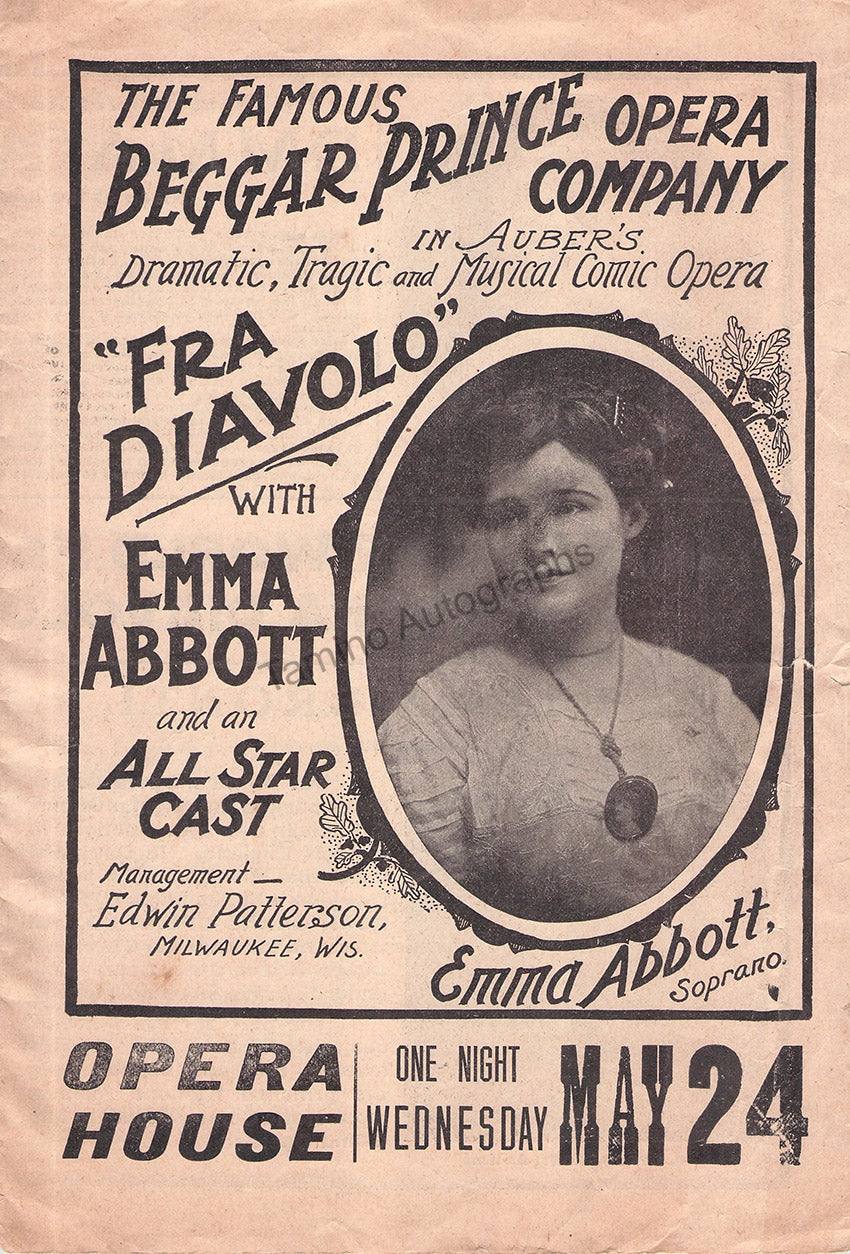 THE FAMOUS
BEGGAR PRINCE OPERA
COMPANY
IN AUBER'S
Dramatic, Tragic and Musical Comic Opera
"FRA
DIAVOLO"
WITH
EMMA
ABBOTT
and an
ALL STAR
CAST
Management —
Edwin Patterson,
MILWAUKEE, WIS.
Emma Abbott,
Soprano.
Tamino Autographs
OPERA
HOUSE
ONE NIGHT
WEDNESDAY
MAY 24